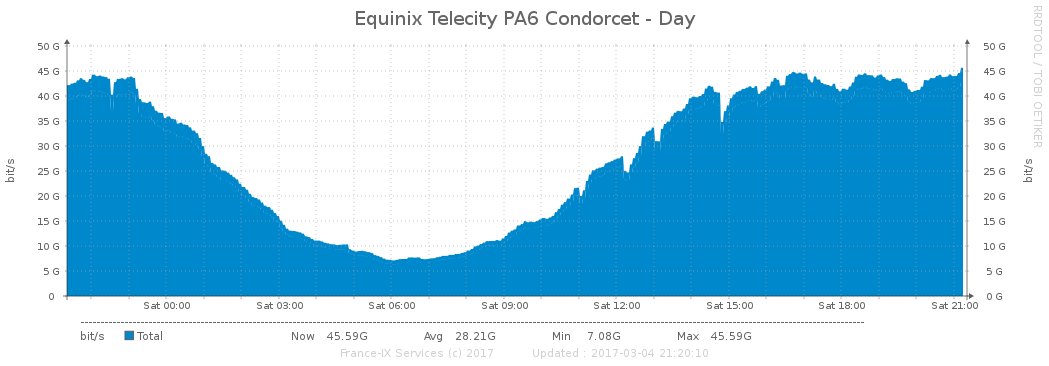 Equinix Telecity PA6 Condorcet - Day
RRDTOOL / TOBI OETIKER
bit/s
50 G
45 G
40 G
35 G
30 G
25 G
20 G
15 G
10 G
5 G
0
50 G
45 G
40 G
35 G
30 G
25 G
20 G
15 G
10 G
5 G
0 G
bit/s
Sat 00:00 Sat 03:00 Sat 06:00 Sat 09:00 Sat 12:00 Sat 15:00 Sat 18:00 Sat 21:00
bit/s Total Now 45.59G Avg 28.21G Min 7.08G Max 45.59G
France-IX Services (c) 2017 Updated : 2017-03-04 21:20:10